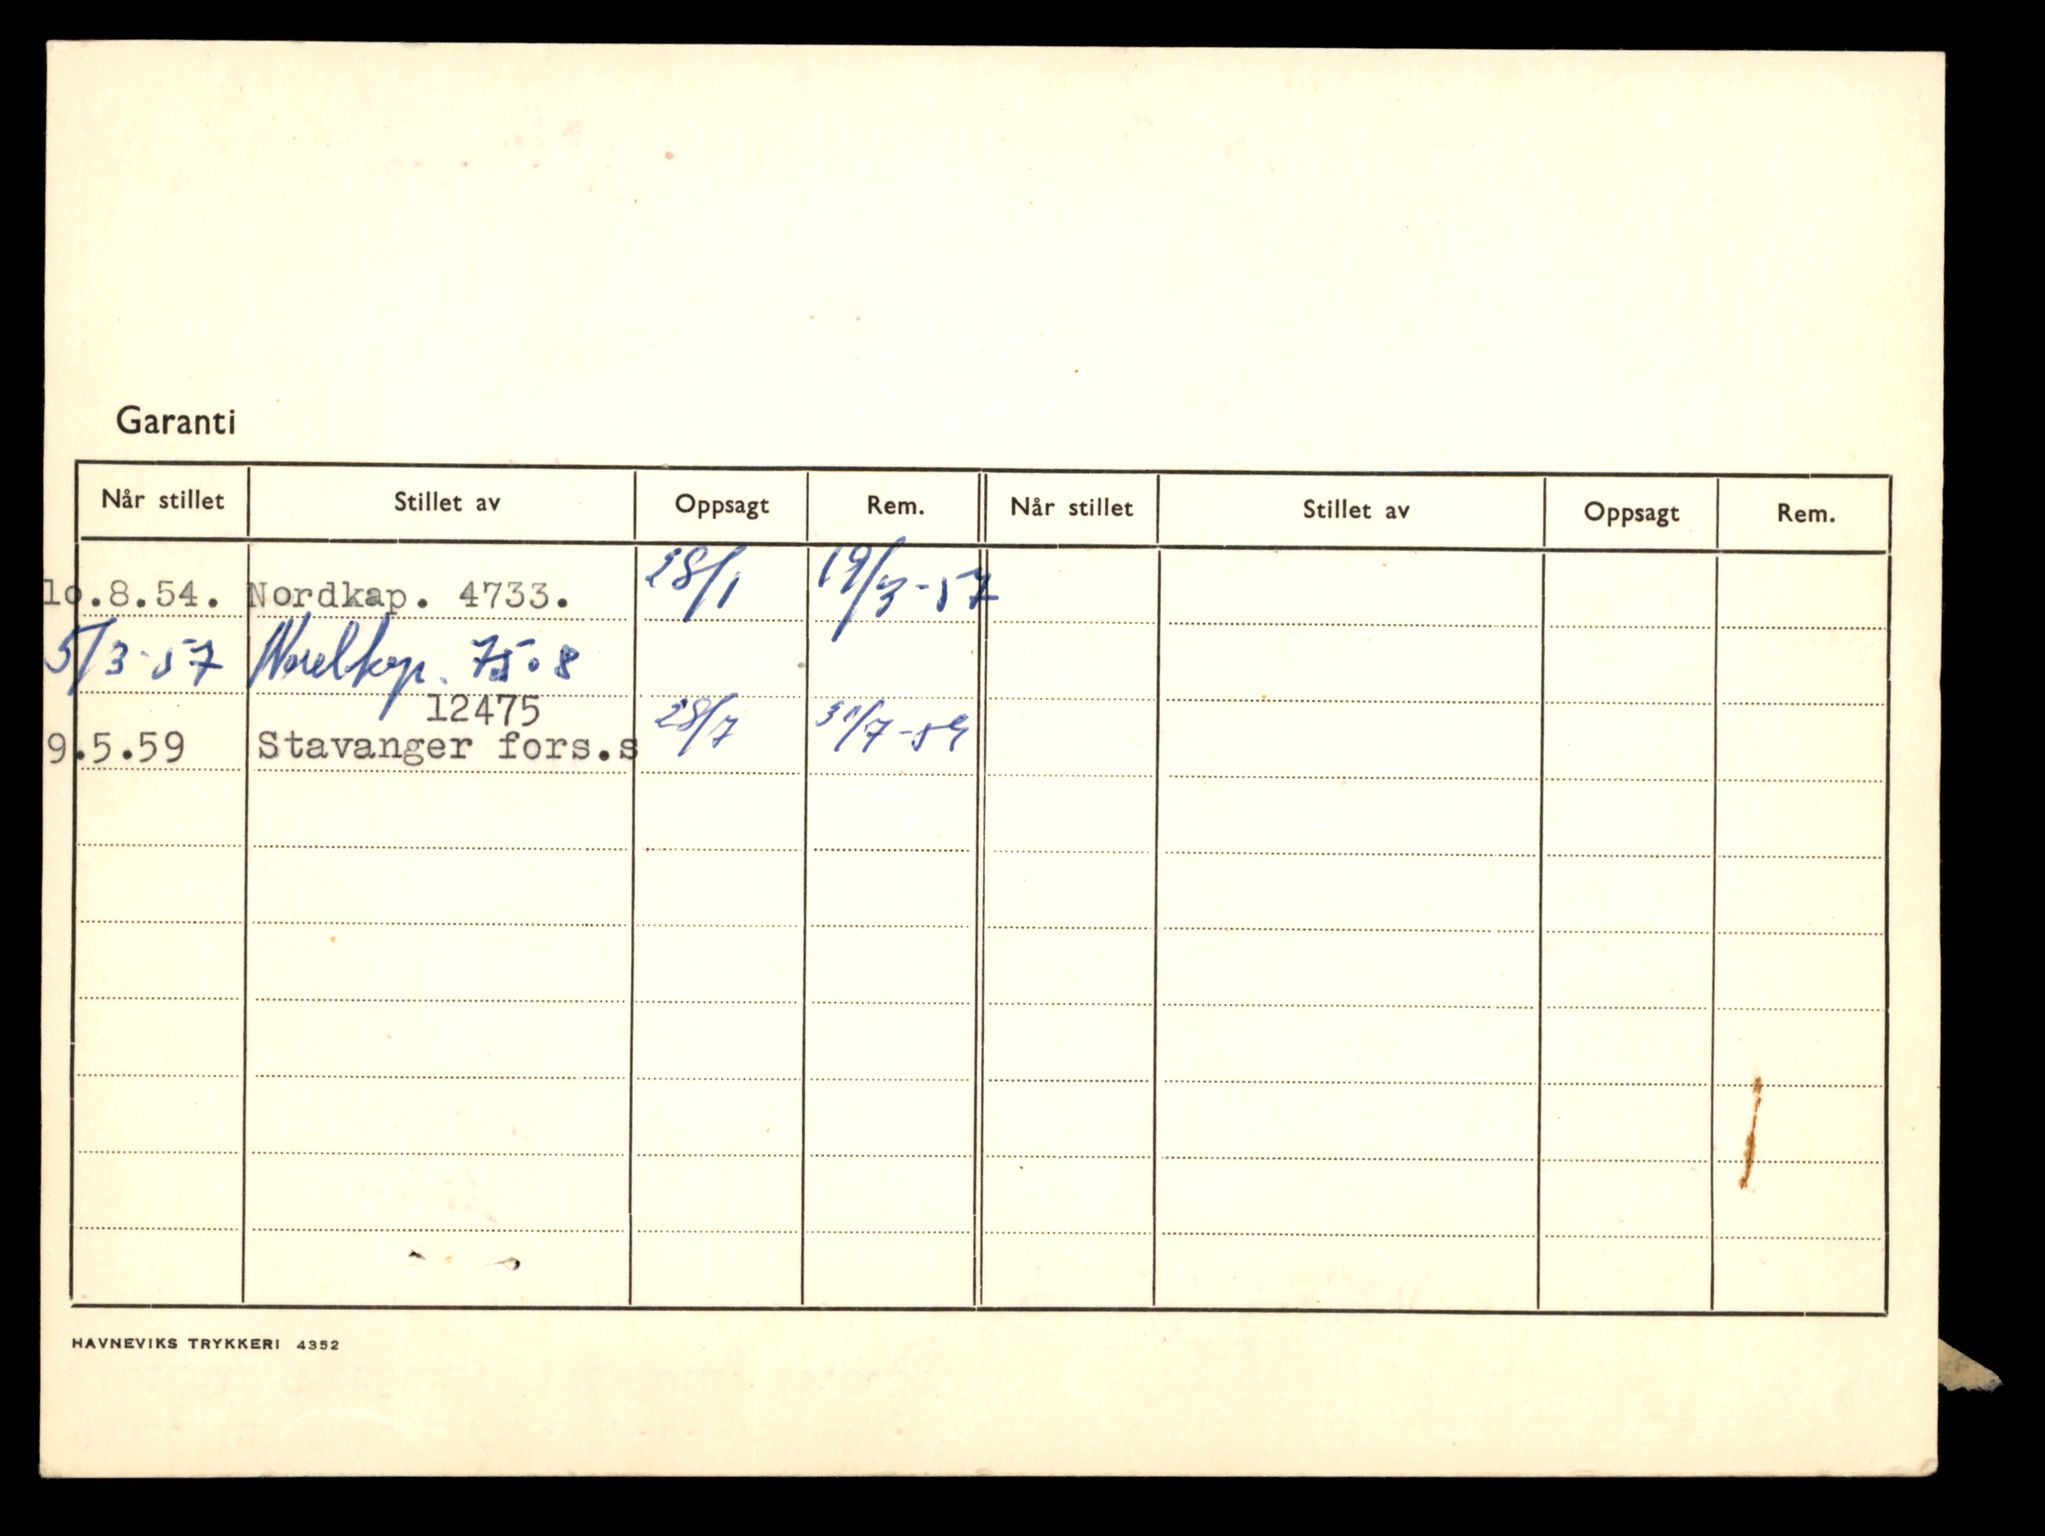 Garanti
Når stillet Stillet av Oppsagt Rem. Når stillet Stillet av Oppsagt Rem.
1o.8.54. Nordkap. 4733. 28/1 19/3-57
5/3-57 Nordkap. 7508
12475
9.5.59 Stavanger fors.s 28/7 31/7-59
HAVNEVIKS TRYKKERI 4352